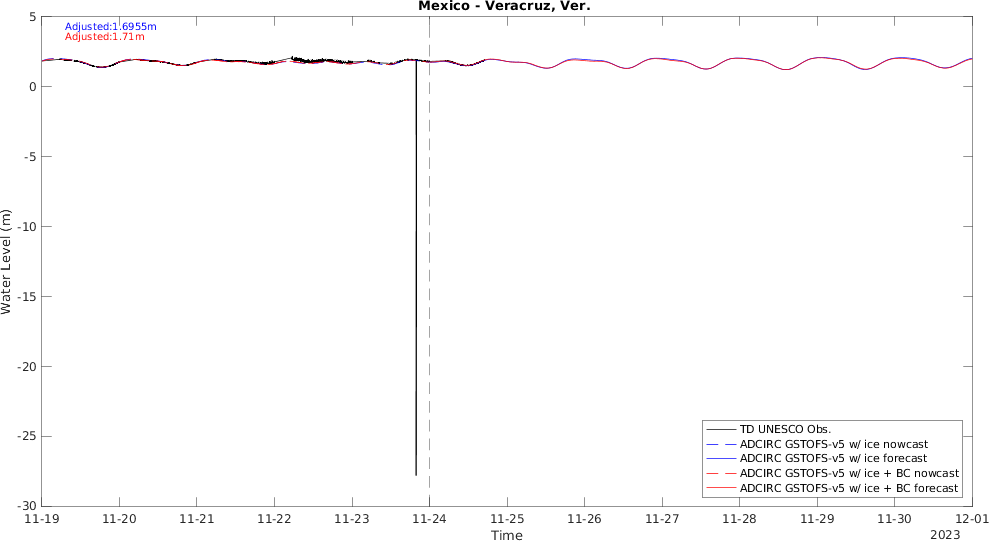 Mexico - Veracruz, Ver.
Adjusted:1.6955m
Adjusted:1.71m
5
0
-5
-10
-15
-20
-25
-30
Water Level (m)
TD UNESCO Obs.
ADCIRC GSTOFS-v5 w/ ice nowcast
ADCIRC GSTOFS-v5 w/ ice forecast
ADCIRC GSTOFS-v5 w/ ice + BC nowcast
ADCIRC GSTOFS-v5 w/ ice + BC forecast
11-19 11-20 11-21 11-22 11-23 11-24 11-25 11-26 11-27 11-28 11-29 11-30 12-01
Time
2023